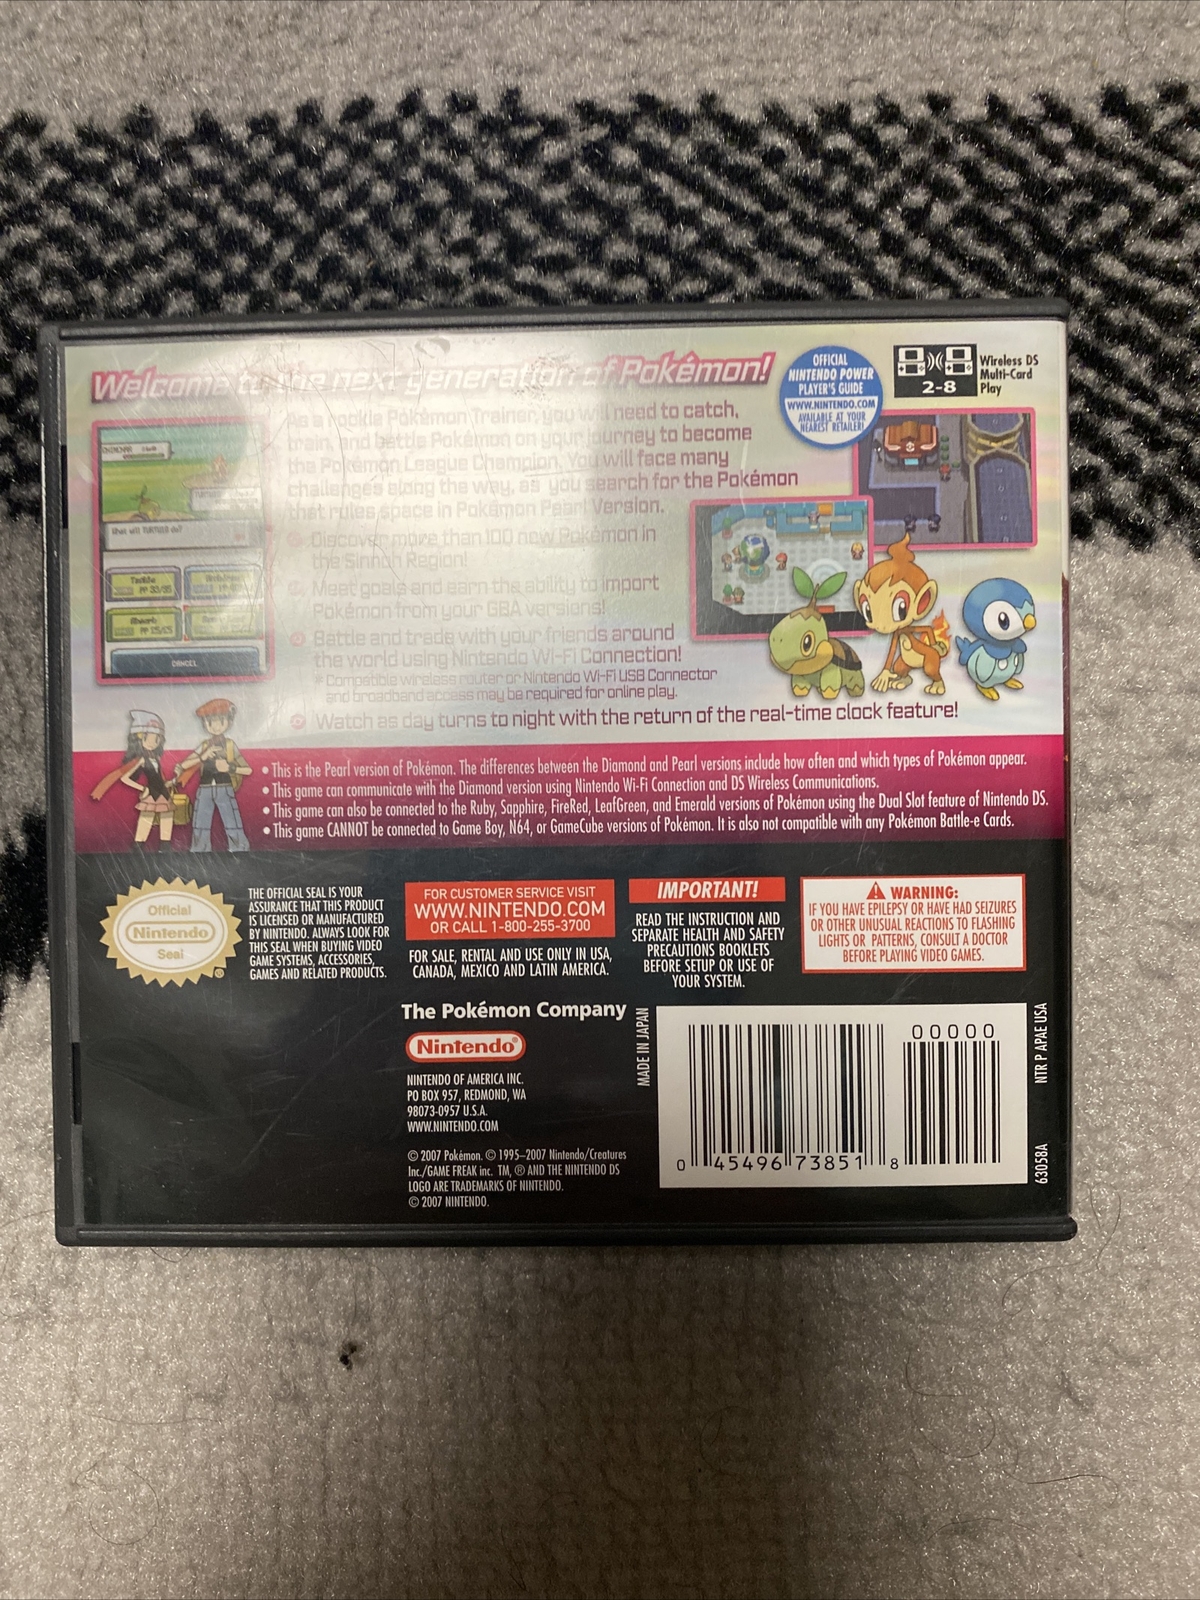 Welcome to the next generation of Pokémon!
OFFICIAL
NINTENDO POWER
PLAYER'S GUIDE
WWW.NINTENDO.COM
AVAILABLE AT YOUR
NEAREST RETAILER!
2-8
Wireless DS
Multi-Card
Play
As a rookie Pokémon Trainer, you will need to catch,
train, and battle Pokémon on your journey to become
the Pokémon League Champion. You will face many
challenges along the way, as you search for the Pokémon
that rules space in Pokémon Pearl Version.
Discover more than 100 new Pokémon in
the Sinnoh Region!
Meet goals and earn the ability to import
Pokémon from your GBA versions!
Battle and trade with your friends around
the world using Nintendo Wi-Fi Connection!
* Compatible wireless router or Nintendo Wi-Fi USB Connector
and broadband access may be required for online play.
Watch as day turns to night with the return of the real-time clock feature!
Tackle
PP 33/35
Absorb
PP 25/25
CANCEL
• This is the Pearl version of Pokémon. The differences between the Diamond and Pearl versions include how often and which types of Pokémon appear.
• This game can communicate with the Diamond version using Nintendo Wi-Fi Connection and DS Wireless Communications.
• This game can also be connected to the Ruby, Sapphire, FireRed, LeafGreen, and Emerald versions of Pokémon using the Dual Slot feature of Nintendo DS.
• This game CANNOT be connected to Game Boy, N64, or GameCube versions of Pokémon. It is also not compatible with any Pokémon Battle-e Cards.
Official
Nintendo
Seal
®
THE OFFICIAL SEAL IS YOUR
ASSURANCE THAT THIS PRODUCT
IS LICENSED OR MANUFACTURED
BY NINTENDO. ALWAYS LOOK FOR
THIS SEAL WHEN BUYING VIDEO
GAME SYSTEMS, ACCESSORIES,
GAMES AND RELATED PRODUCTS.
FOR CUSTOMER SERVICE VISIT
WWW.NINTENDO.COM
OR CALL 1-800-255-3700
FOR SALE, RENTAL AND USE ONLY IN USA,
CANADA, MEXICO AND LATIN AMERICA.
IMPORTANT!
READ THE INSTRUCTION AND
SEPARATE HEALTH AND SAFETY
PRECAUTIONS BOOKLETS
BEFORE SETUP OR USE OF
YOUR SYSTEM.
WARNING:
IF YOU HAVE EPILEPSY OR HAVE HAD SEIZURES
OR OTHER UNUSUAL REACTIONS TO FLASHING
LIGHTS OR PATTERNS, CONSULT A DOCTOR
BEFORE PLAYING VIDEO GAMES.
The Pokémon Company
Nintendo®
NINTENDO OF AMERICA INC.
PO BOX 957, REDMOND, WA
98073-0957 U.S.A.
WWW.NINTENDO.COM
© 2007 Pokémon. © 1995–2007 Nintendo/Creatures
Inc./GAME FREAK inc. TM, ® AND THE NINTENDO DS
LOGO ARE TRADEMARKS OF NINTENDO.
© 2007 NINTENDO.
MADE IN JAPAN
00000
0 45496 73851 8
NTR P APAE USA
63058A